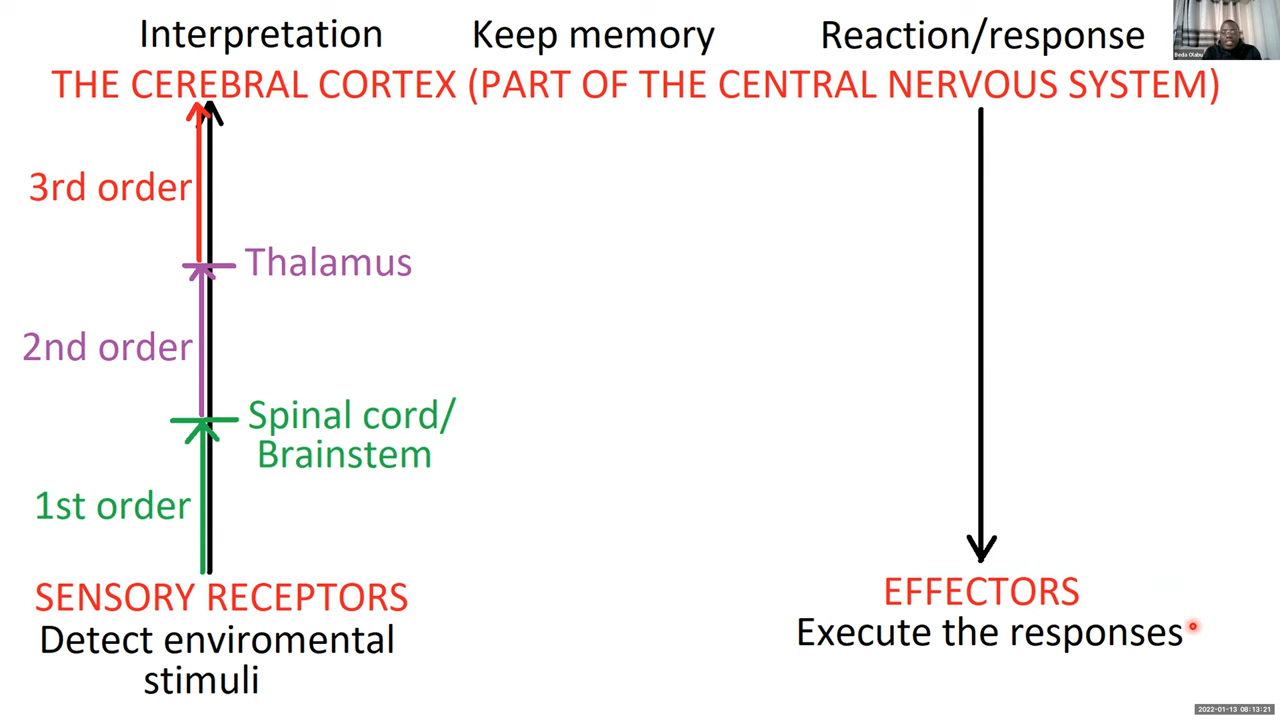 Interpretation Keep memory Reaction/response
Beda Olabu
THE CEREBRAL CORTEX (PART OF THE CENTRAL NERVOUS SYSTEM)
3rd order
Thalamus
2nd order
Spinal cord/
Brainstem
1st order
SENSORY RECEPTORS
Detect enviromental
stimuli
EFFECTORS
Execute the responses
2022-01-13 08:13:21